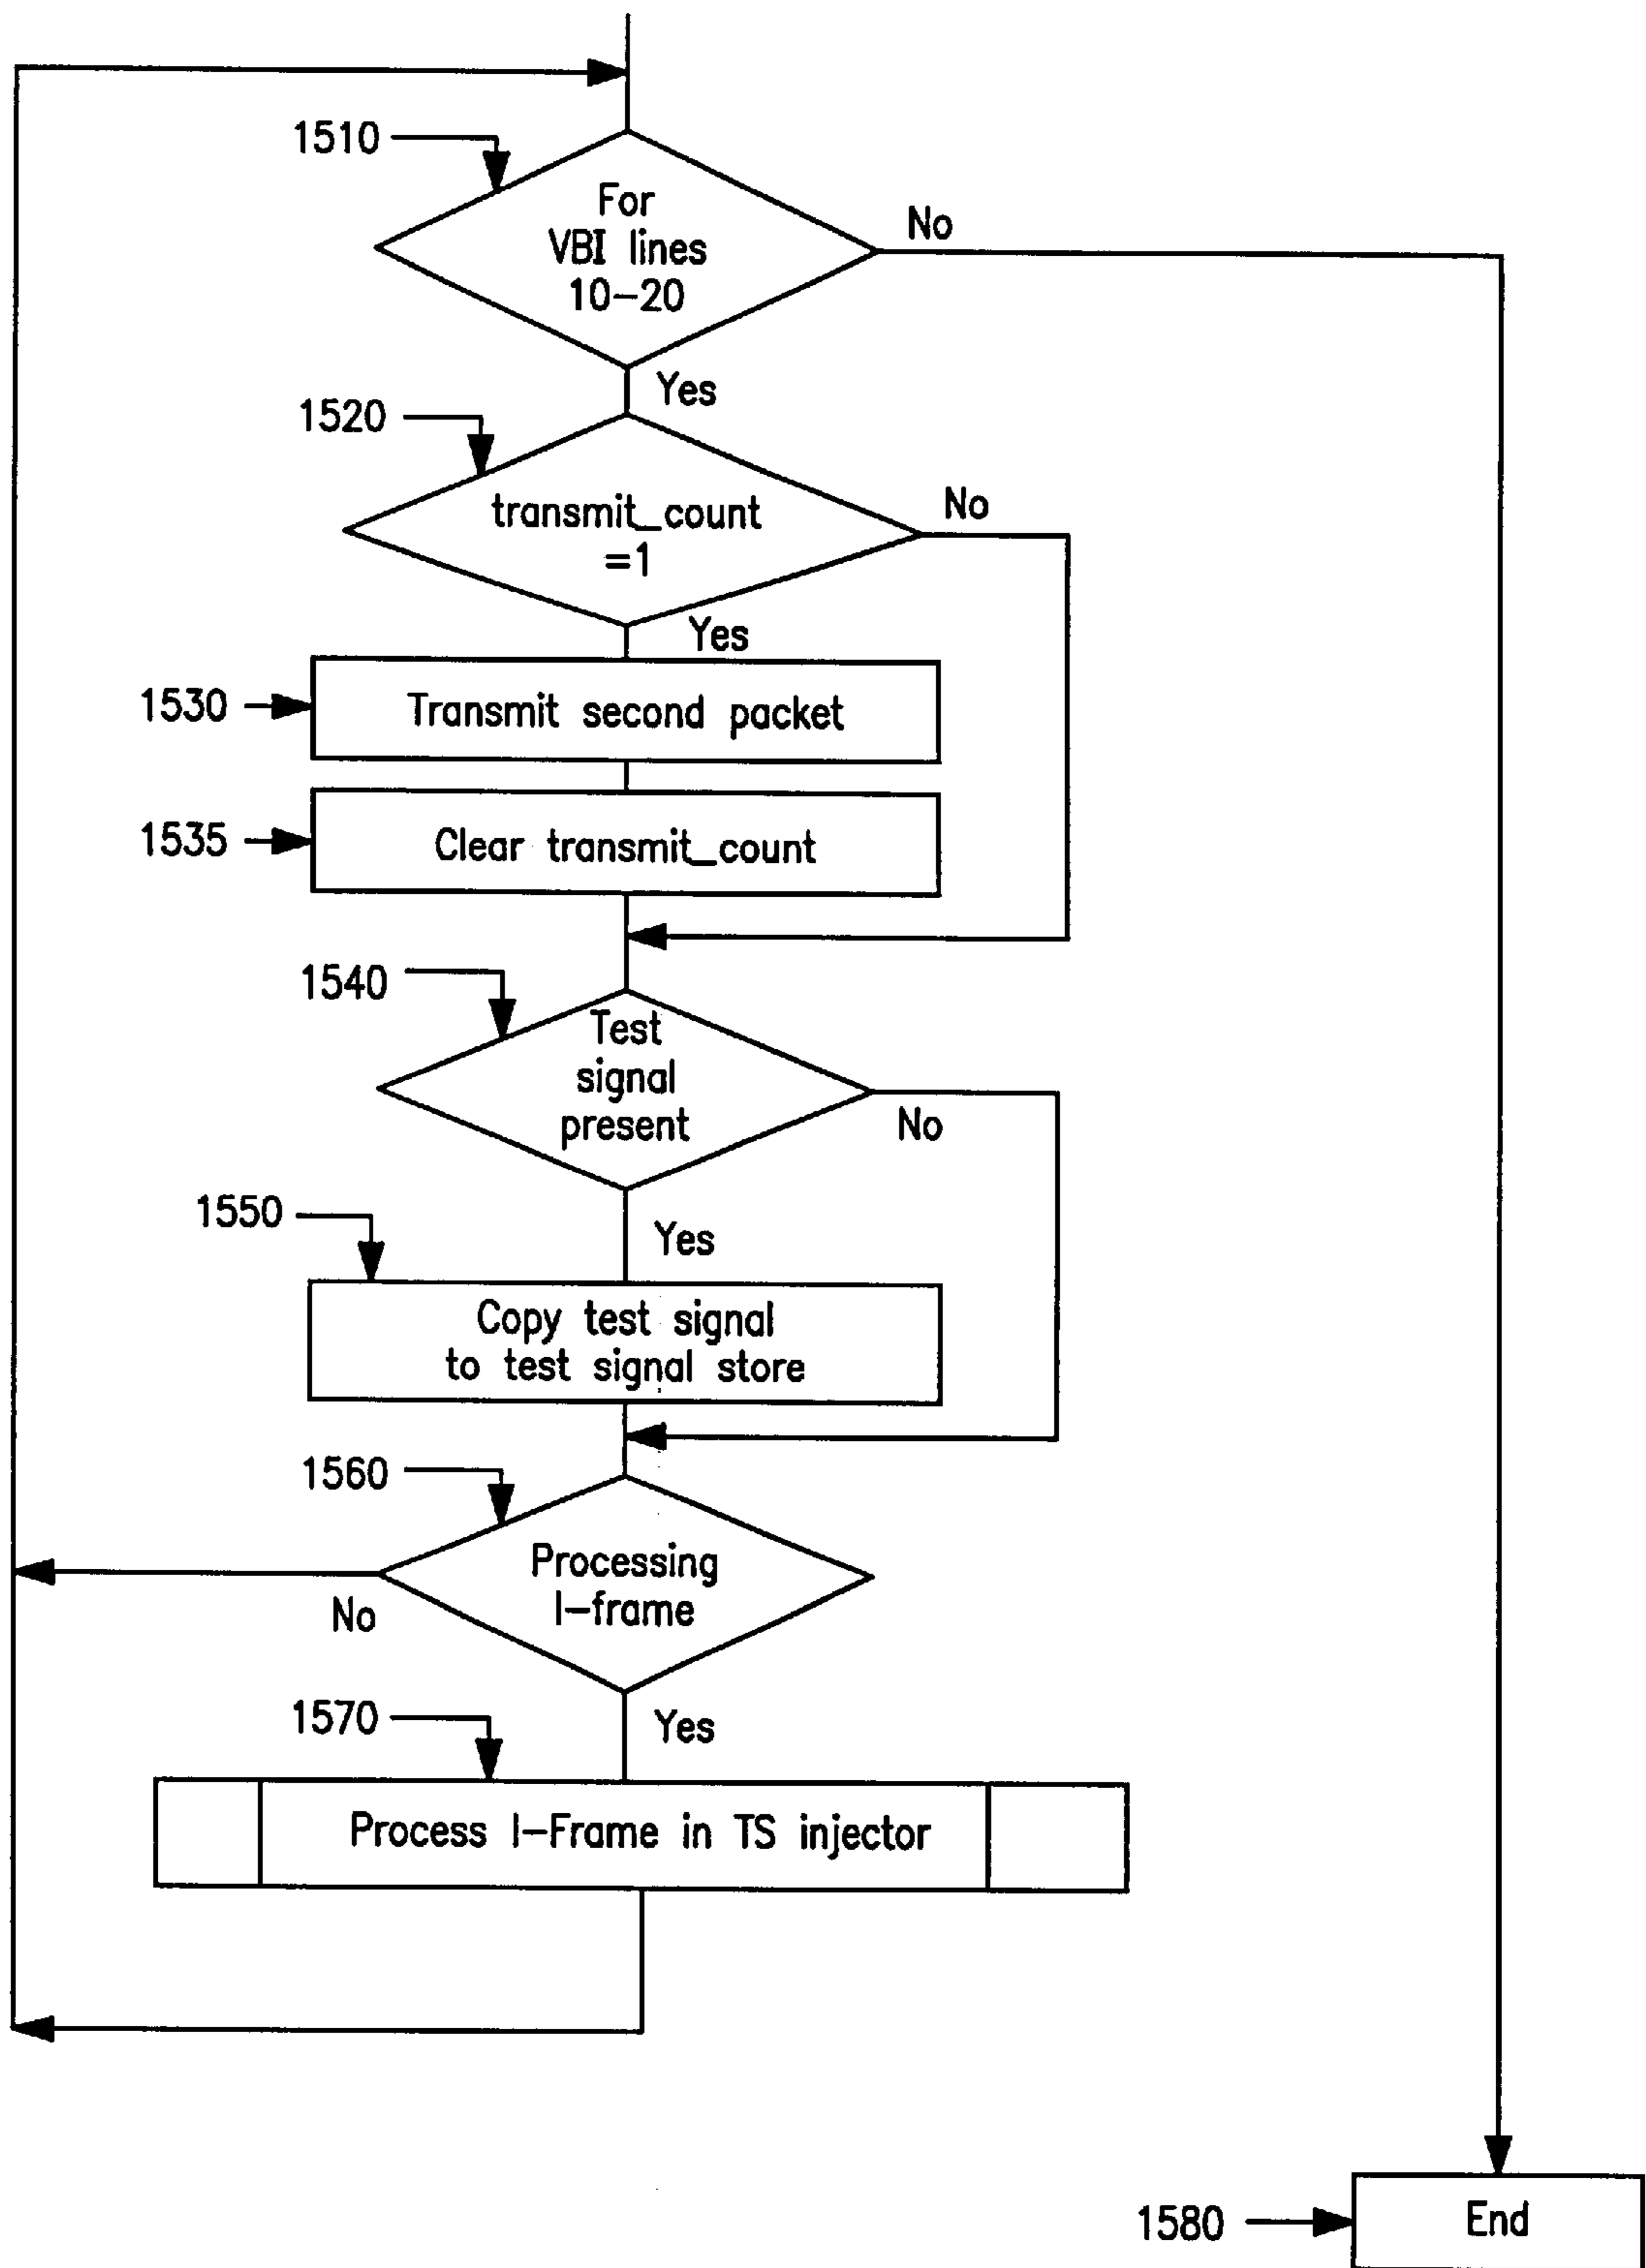 1510
For
VBI lines
10-20
No
Yes
1520
transmit_count
=1
No
Yes
1530
Transmit second packet
1535
Clear transmit_count
1540
Test
signal
present
No
1550
Yes
Copy test signal
to test signal store
1560
Processing
I-frame
No
1570
Yes
Process I-Frame in TS injector
1580
End